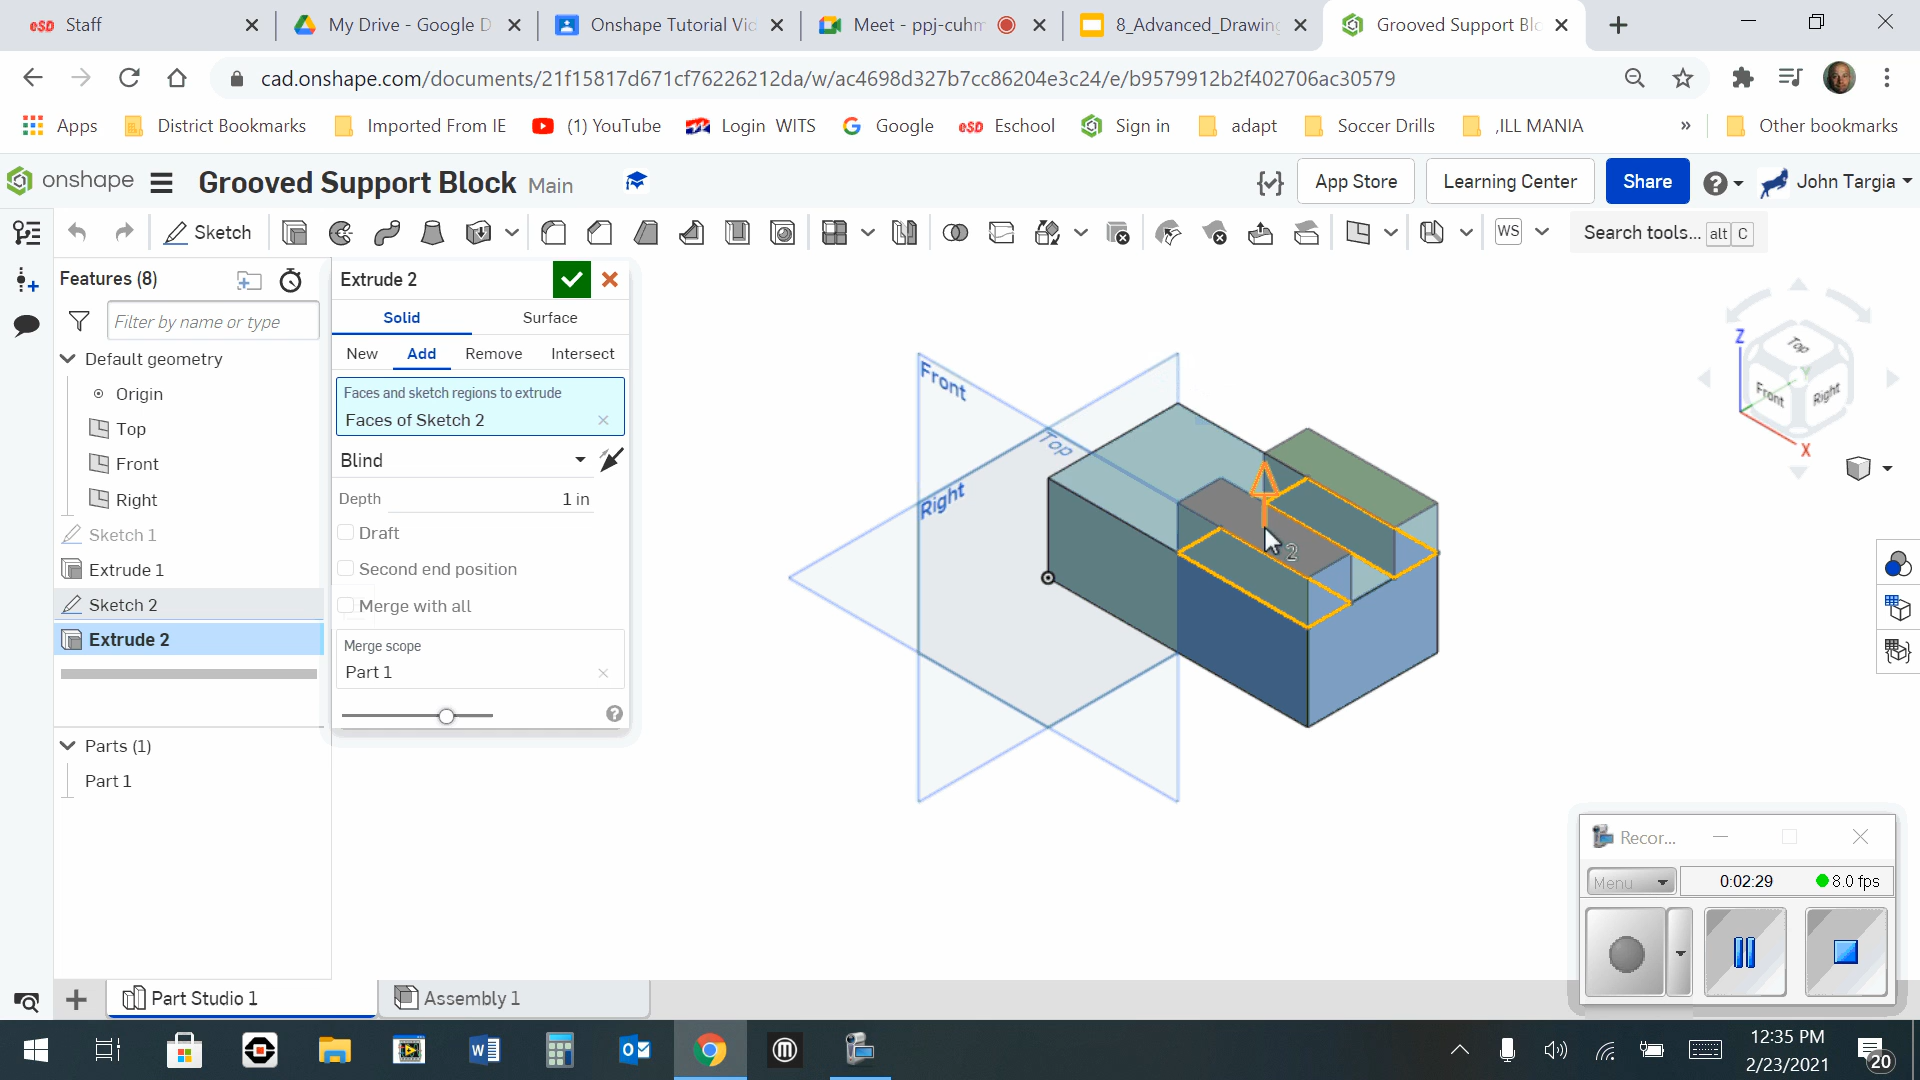 esD Staff
My Drive - Google D
Onshape Tutorial Vid
Meet - ppj-cuhm
8_Advanced_Drawing
Grooved Support Blo
cad.onshape.com/documents/21f15817d671cf76226212da/w/ac4698d327b7cc86204e3c24/e/b9579912b2f402706ac30579
Apps District Bookmarks Imported From IE (1) YouTube Login WITS Google esD Eschool Sign in adapt Soccer Drills ,ILL MANIA » Other bookmarks
onshape Grooved Support Block Main App Store Learning Center Share John Targia
Sketch WS Search tools... alt C
Features (8)
Filter by name or type
Default geometry
Origin
Top
Front
Right
Sketch 1
Extrude 1
Sketch 2
Extrude 2
Parts (1)
Part 1
Extrude 2
Solid Surface
New Add Remove Intersect
Faces and sketch regions to extrude
Faces of Sketch 2
Blind
Depth 1 in
Draft
Second end position
Merge with all
Merge scope
Part 1
Front
Top
Right
2
Z
Top
Y
Front Right
X
Recor...
Menu 0:02:29 8.0 fps
Part Studio 1 Assembly 1
12:35 PM
2/23/2021
20